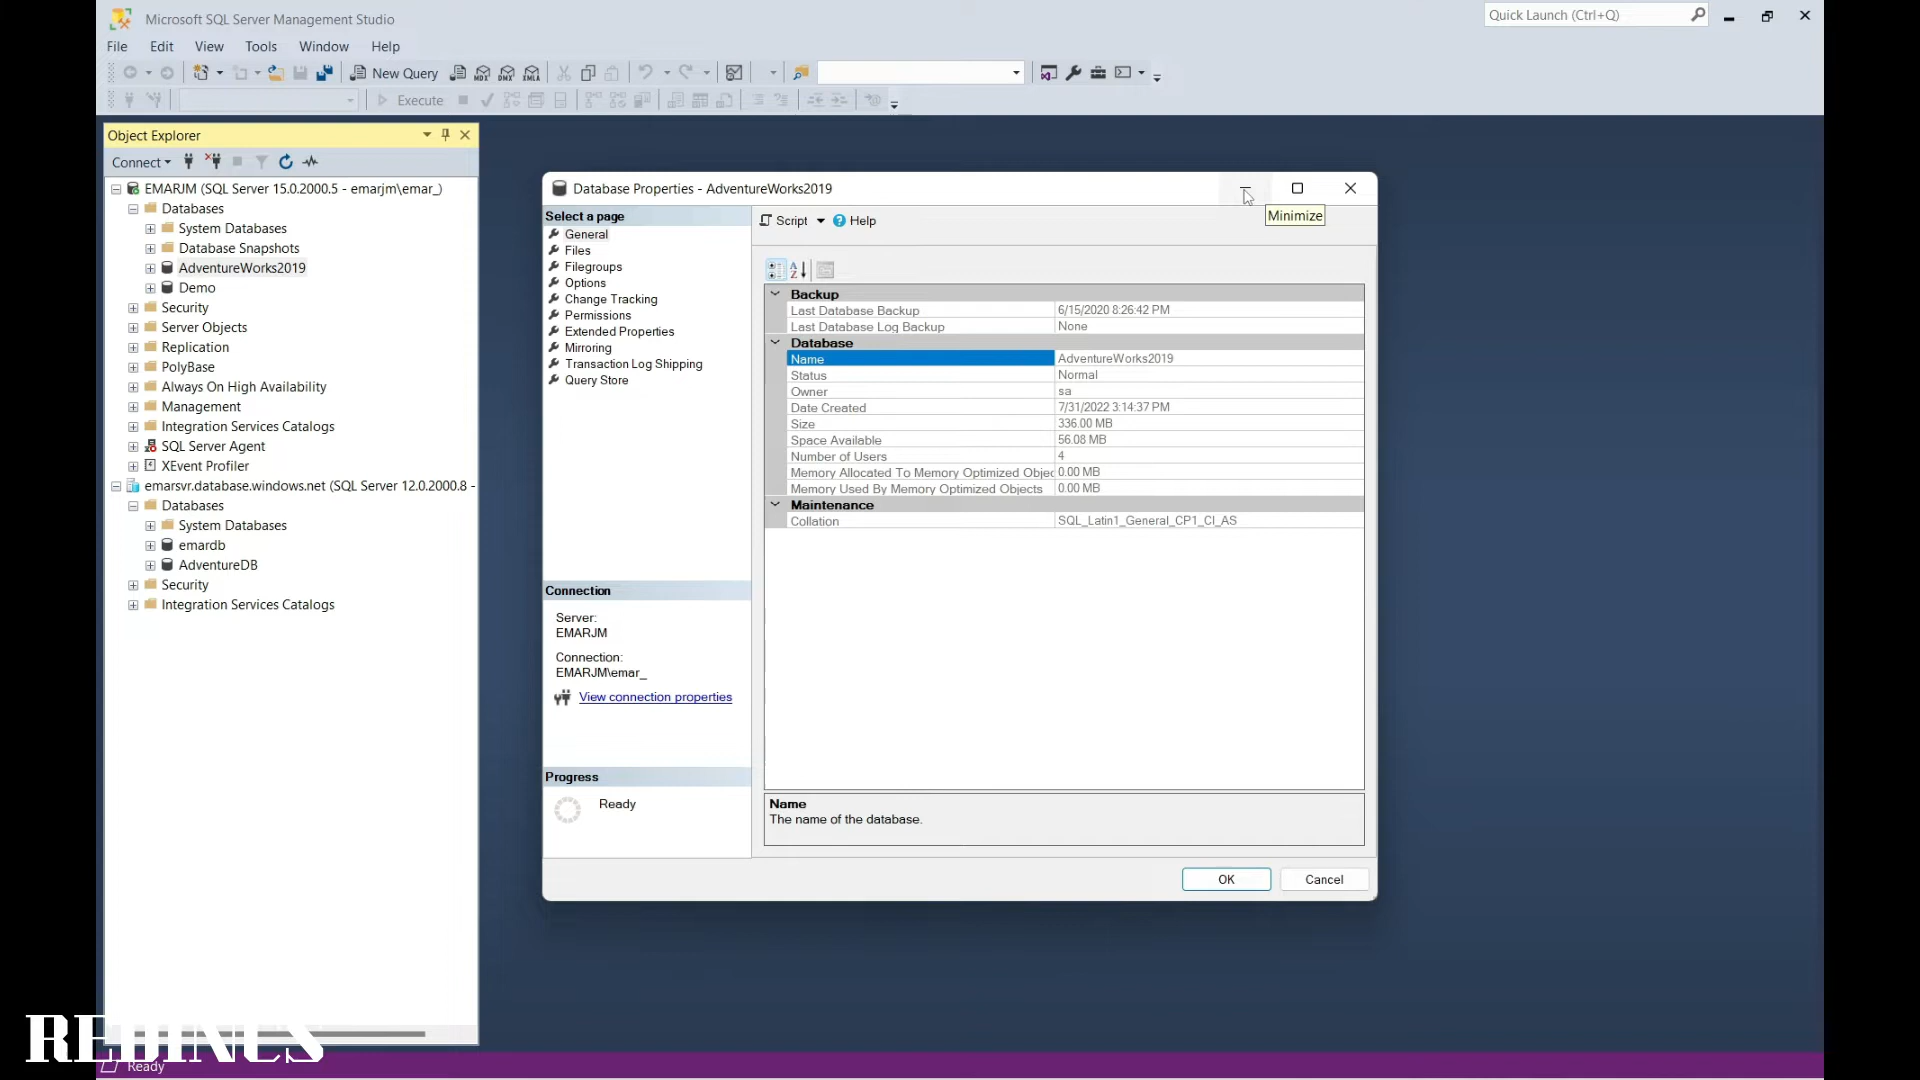 Microsoft SQL Server Management Studio
Quick Launch (Ctrl+Q)
File Edit View Tools Window Help
New Query MDX DMX XMLA
Execute
Object Explorer
Connect
EMARJM (SQL Server 15.0.2000.5 - emarjm\emar_)
Databases
System Databases
Database Snapshots
AdventureWorks2019
Demo
Security
Server Objects
Replication
PolyBase
Always On High Availability
Management
Integration Services Catalogs
SQL Server Agent
XEvent Profiler
emarsvr.database.windows.net (SQL Server 12.0.2000.8 -
Databases
System Databases
emardb
AdventureDB
Security
Integration Services Catalogs
Database Properties - AdventureWorks2019
Minimize
Select a page
General
Files
Filegroups
Options
Change Tracking
Permissions
Extended Properties
Mirroring
Transaction Log Shipping
Query Store
Connection
Server:
EMARJM
Connection:
EMARJM\emar_
View connection properties
Progress
Ready
Script Help
Backup
Last Database Backup 6/15/2020 8:26:42 PM
Last Database Log Backup None
Database
Name AdventureWorks2019
Status Normal
Owner sa
Date Created 7/31/2022 3:14:37 PM
Size 336.00 MB
Space Available 56.08 MB
Number of Users 4
Memory Allocated To Memory Optimized Objec 0.00 MB
Memory Used By Memory Optimized Objects 0.00 MB
Maintenance
Collation SQL_Latin1_General_CP1_CI_AS
Name
The name of the database.
OK Cancel
Ready